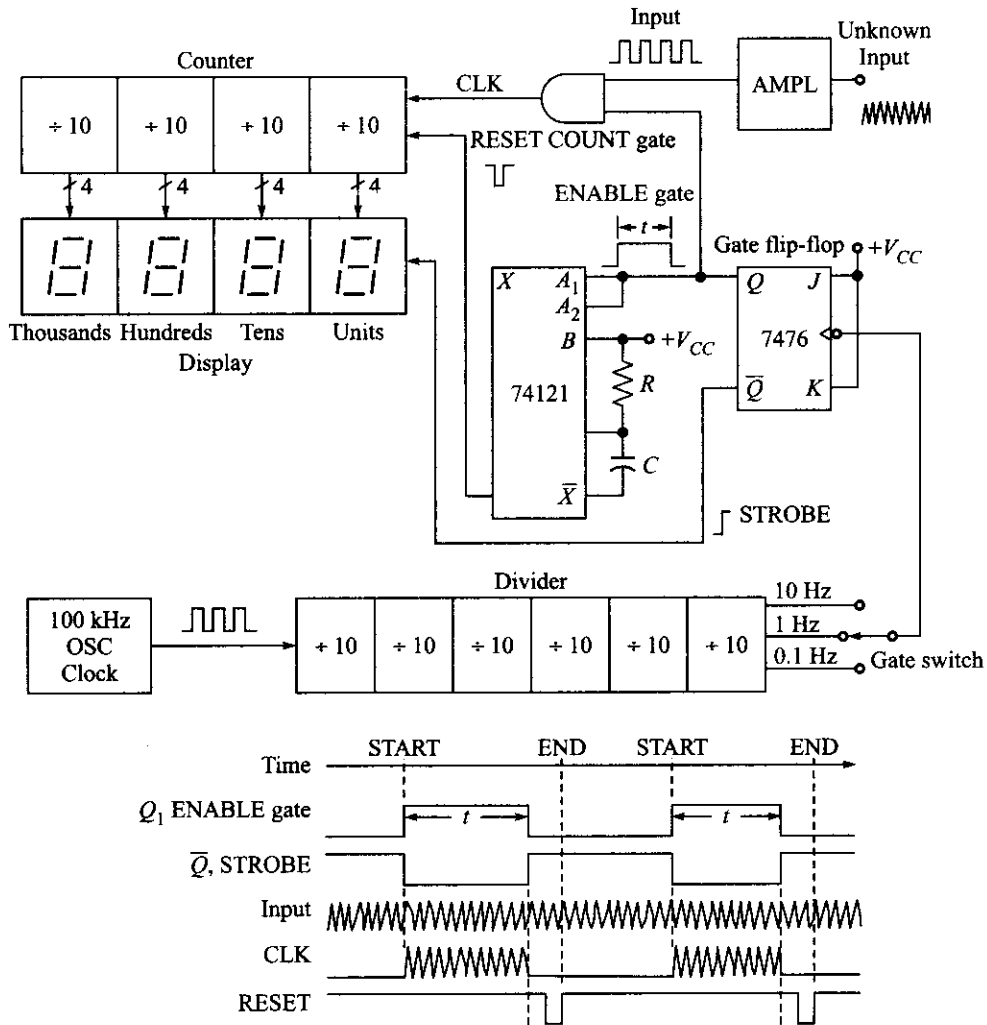 Input
Unknown
Input
Counter
CLK
AMPL
÷ 10 ÷ 10 ÷ 10 ÷ 10
RESET COUNT gate
4 4 4 4
ENABLE gate
t
Gate flip-flop
+V_CC
X A_1 Q J
A_2
Thousands Hundreds Tens Units
Display
B +V_CC 7476
R
74121 Q̅ K
C
X̅
STROBE
Divider
10 Hz
100 kHz
OSC
Clock
÷ 10 ÷ 10 ÷ 10 ÷ 10 ÷ 10 ÷ 10
1 Hz
0.1 Hz Gate switch
START END START END
Time
Q_1 ENABLE gate t t
Q̅, STROBE
Input
CLK
RESET